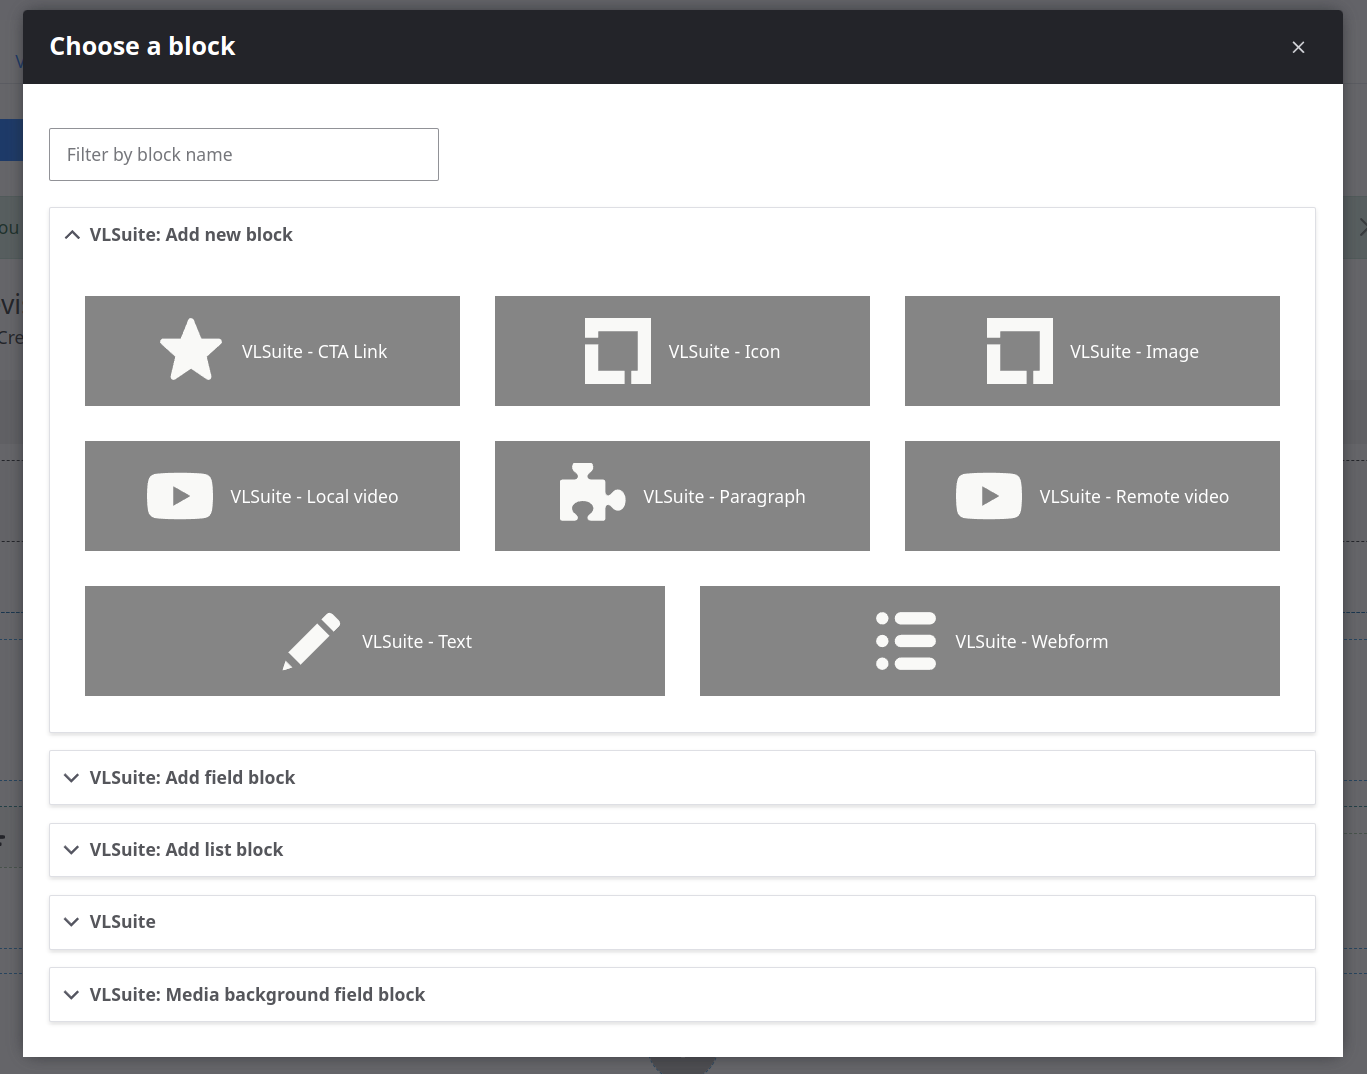 Choose a block
Filter by block name
VLSuite: Add new block
VLSuite - CTA Link
VLSuite - Icon
VLSuite - Image
VLSuite - Local video
VLSuite - Paragraph
VLSuite - Remote video
VLSuite - Text
VLSuite - Webform
VLSuite: Add field block
VLSuite: Add list block
VLSuite
VLSuite: Media background field block